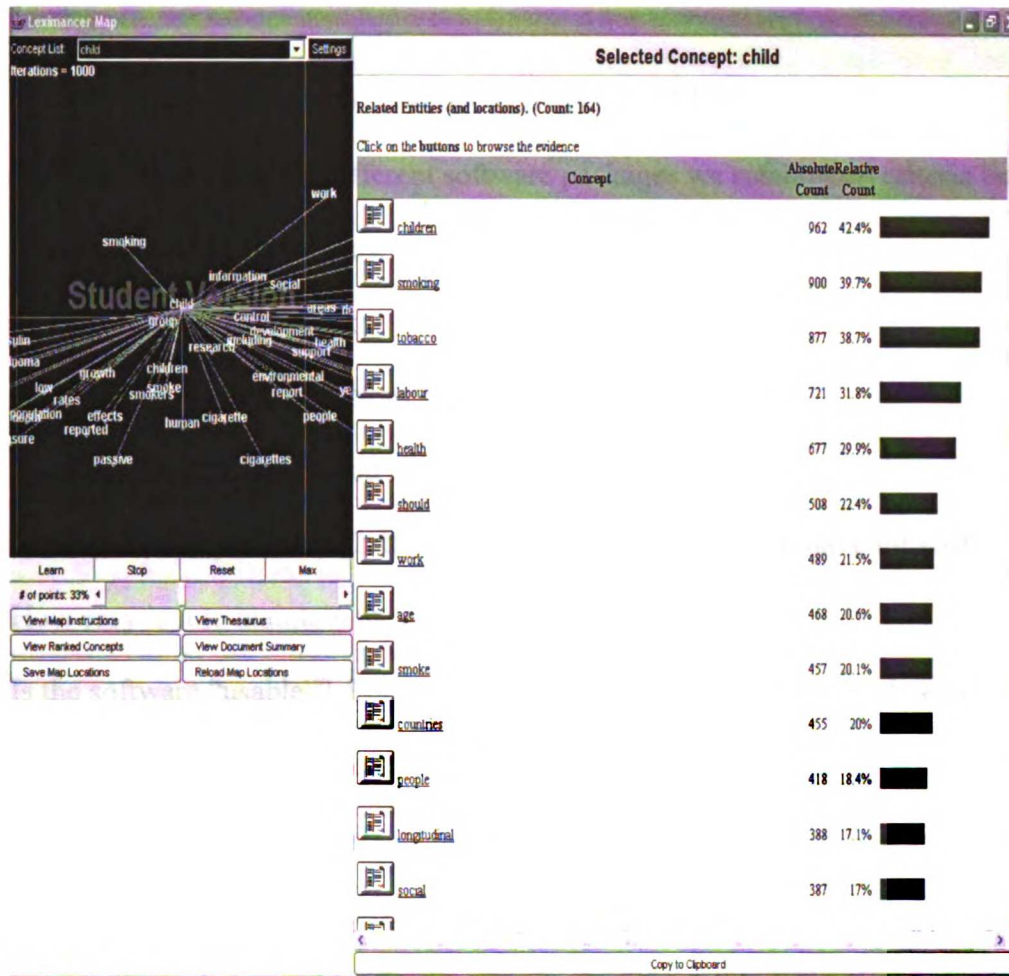 Leximancer Map
Concept List: child Settings
Iterations = 1000
work
smoking
information
social
Student Version
child
areas
group
control
development
including
health
research
support
children
growth
environmental
low
smoke
rates
smokers
report
population
effects
human
cigarette
people
reported
passive
cigarettes
Learn Stop Reset Max
# of points: 33%
View Map Instructions View Thesaurus
View Ranked Concepts View Document Summary
Save Map Locations Reload Map Locations
Is the software "usable"
Selected Concept: child
Related Entities (and locations). (Count: 164)
Click on the buttons to browse the evidence
Concept Absolute Count Relative Count
children 962 42.4%
smoking 900 39.7%
tobacco 877 38.7%
labour 721 31.8%
health 677 29.9%
should 508 22.4%
work 489 21.5%
age 468 20.6%
smoke 457 20.1%
countries 455 20%
people 418 18.4%
longitudinal 388 17.1%
social 387 17%
Copy to Clipboard